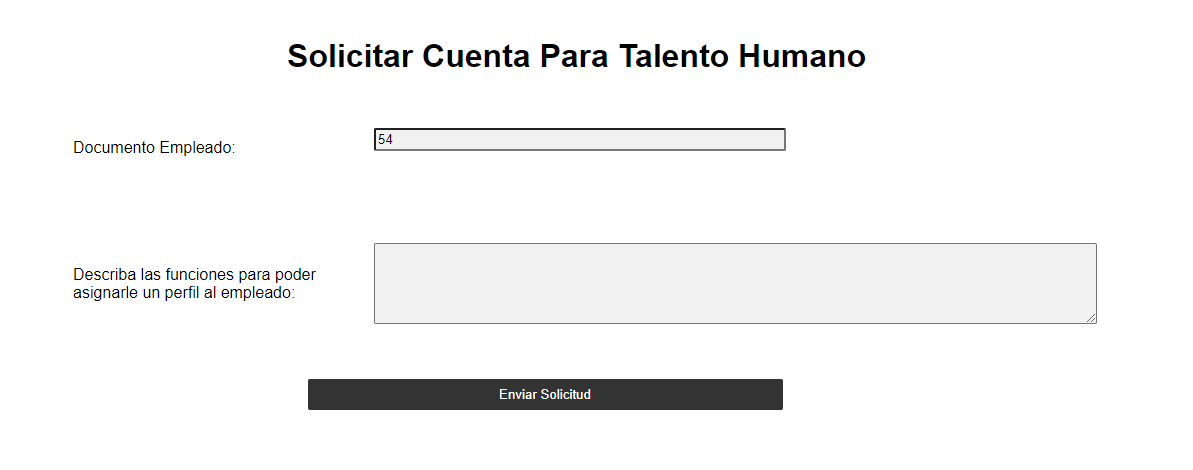 Solicitar Cuenta Para Talento Humano
Documento Empleado:
54
Describa las funciones para poder
asignarle un perfil al empleado:
Enviar Solicitud